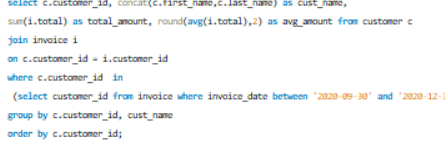 select c.customer_id, concat(c.first_name,c.last_name) as cust_name,
sum(i.total) as total_amount, round(avg(i.total),2) as avg_amount from customer c
join invoice i
on c.customer_id = i.customer_id
where c.customer_id in
(select customer_id from invoice where invoice_date between '2020-09-30' and '2020-12-
group by c.customer_id, cust_name
order by c.customer_id;